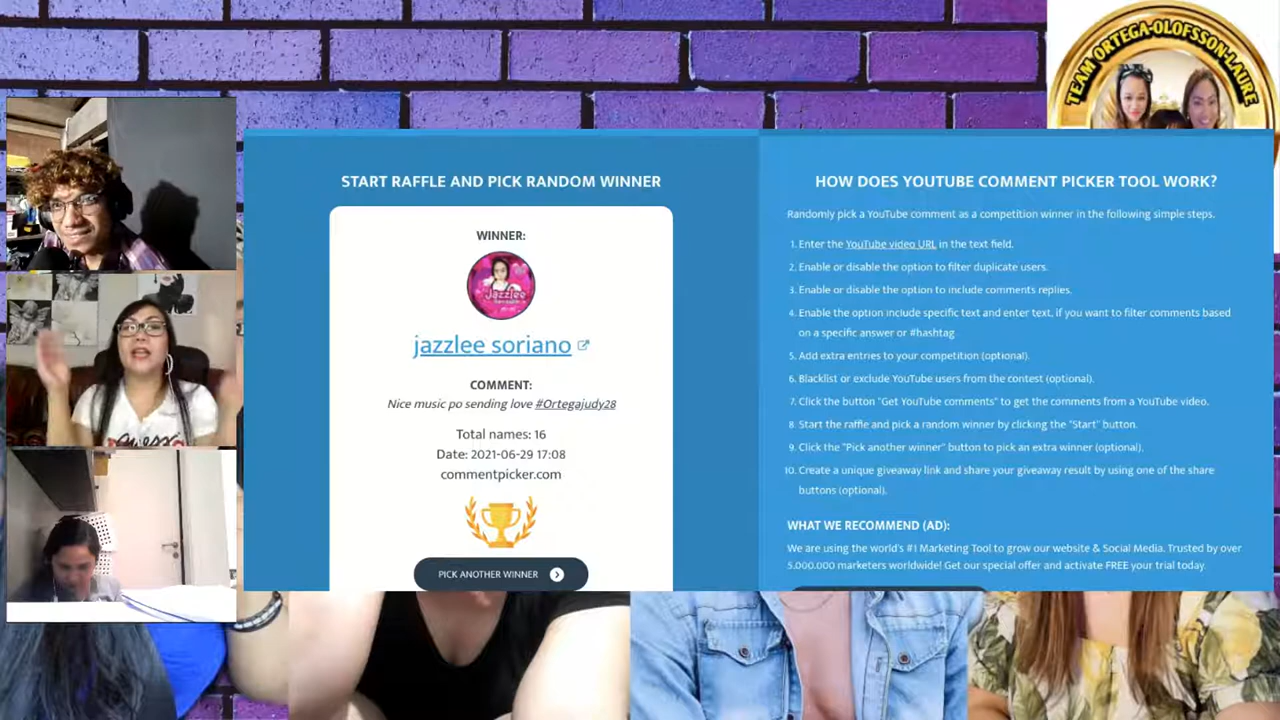 TEAM ORTEGA-OLOFSSON-LAURE
START RAFFLE AND PICK RANDOM WINNER
WINNER:
Jazzlee
jazzlee soriano
COMMENT:
Nice music po sending love #Ortegajudy28
Total names: 16
Date: 2021-06-29 17:08
commentpicker.com
PICK ANOTHER WINNER
HOW DOES YOUTUBE COMMENT PICKER TOOL WORK?
Randomly pick a YouTube comment as a competition winner in the following simple steps.
1. Enter the YouTube video URL in the text field.
2. Enable or disable the option to filter duplicate users.
3. Enable or disable the option to include comments replies.
4. Enable the option include specific text and enter text, if you want to filter comments based
on a specific answer or #hashtag
5. Add extra entries to your competition (optional).
6. Blacklist or exclude YouTube users from the contest (optional).
7. Click the button "Get YouTube comments" to get the comments from a YouTube video.
8. Start the raffle and pick a random winner by clicking the "Start" button.
9. Click the "Pick another winner" button to pick an extra winner (optional).
10. Create a unique giveaway link and share your giveaway result by using one of the share
buttons (optional).
WHAT WE RECOMMEND (AD):
We are using the world's #1 Marketing Tool to grow our website & Social Media. Trusted by over
5.000.000 marketers worldwide! Get our special offer and activate FREE your trial today.